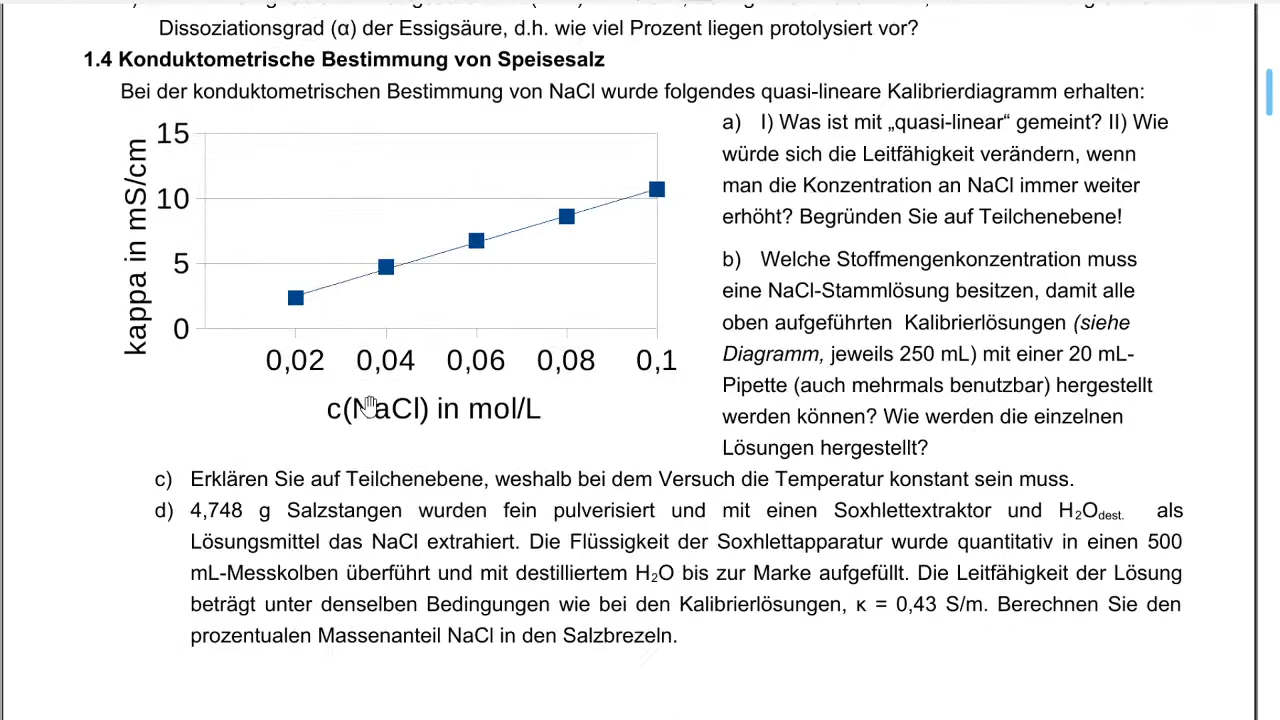 Dissoziationsgrad (α) der Essigsäure, d.h. wie viel Prozent liegen protolysiert vor?
1.4 Konduktometrische Bestimmung von Speisesalz
Bei der konduktometrischen Bestimmung von NaCl wurde folgendes quasi-lineare Kalibrierdiagramm erhalten:
kappa in mS/cm
15
10
5
0
0,02 0,04 0,06 0,08 0,1
c(NaCl) in mol/L
a) I) Was ist mit „quasi-linear“ gemeint? II) Wie
würde sich die Leitfähigkeit verändern, wenn
man die Konzentration an NaCl immer weiter
erhöht? Begründen Sie auf Teilchenebene!
b) Welche Stoffmengenkonzentration muss
eine NaCl-Stammlösung besitzen, damit alle
oben aufgeführten Kalibrierlösungen (siehe
Diagramm, jeweils 250 mL) mit einer 20 mL-
Pipette (auch mehrmals benutzbar) hergestellt
werden können? Wie werden die einzelnen
Lösungen hergestellt?
c) Erklären Sie auf Teilchenebene, weshalb bei dem Versuch die Temperatur konstant sein muss.
d) 4,748 g Salzstangen wurden fein pulverisiert und mit einen Soxhlettextraktor und H₂Odest. als
Lösungsmittel das NaCl extrahiert. Die Flüssigkeit der Soxhlettapparatur wurde quantitativ in einen 500
mL-Messkolben überführt und mit destilliertem H₂O bis zur Marke aufgefüllt. Die Leitfähigkeit der Lösung
beträgt unter denselben Bedingungen wie bei den Kalibrierlösungen, κ = 0,43 S/m. Berechnen Sie den
prozentualen Massenanteil NaCl in den Salzbrezeln.